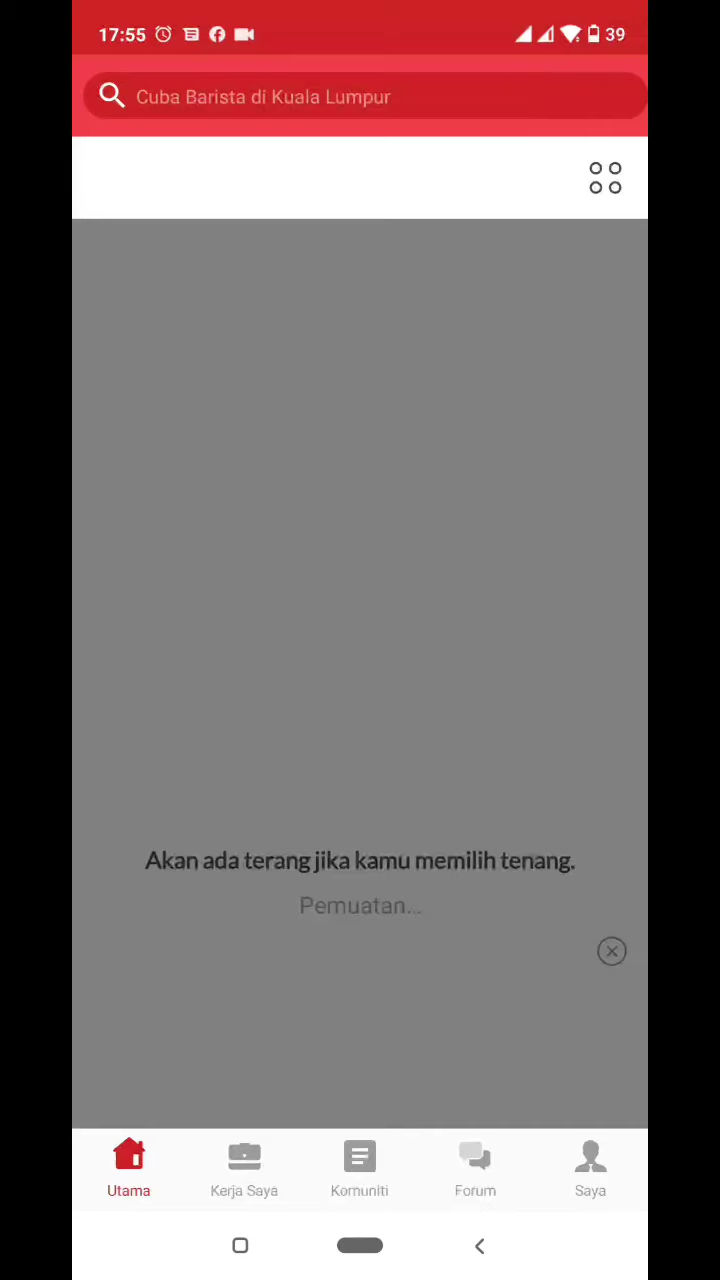 17:55
39
Cuba Barista di Kuala Lumpur
Akan ada terang jika kamu memilih tenang.
Pemuatan...
Utama
Kerja Saya
Komuniti
Forum
Saya